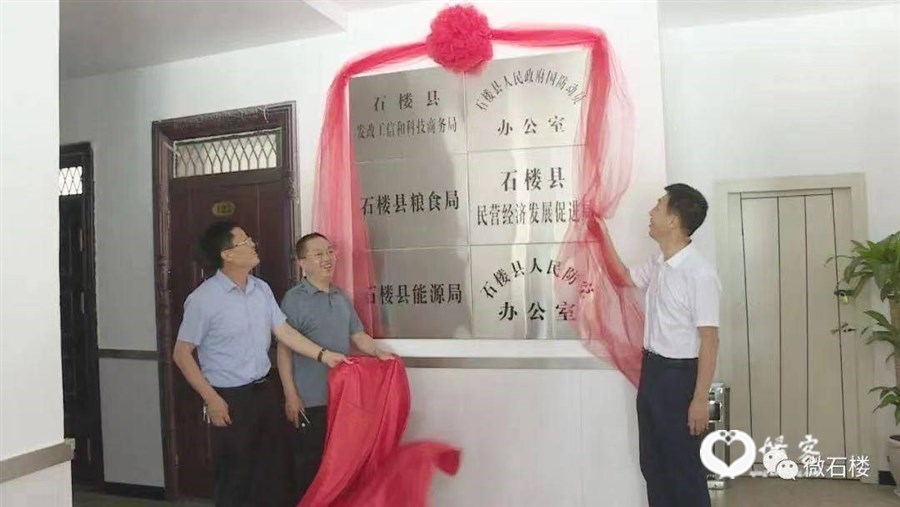 石楼县
发改工信和科技商务局
石楼县人民政府国防动员
办公室
石楼县粮食局
石楼县
民营经济发展促进局
石楼县能源局
石楼县人民防空
办公室
微石楼